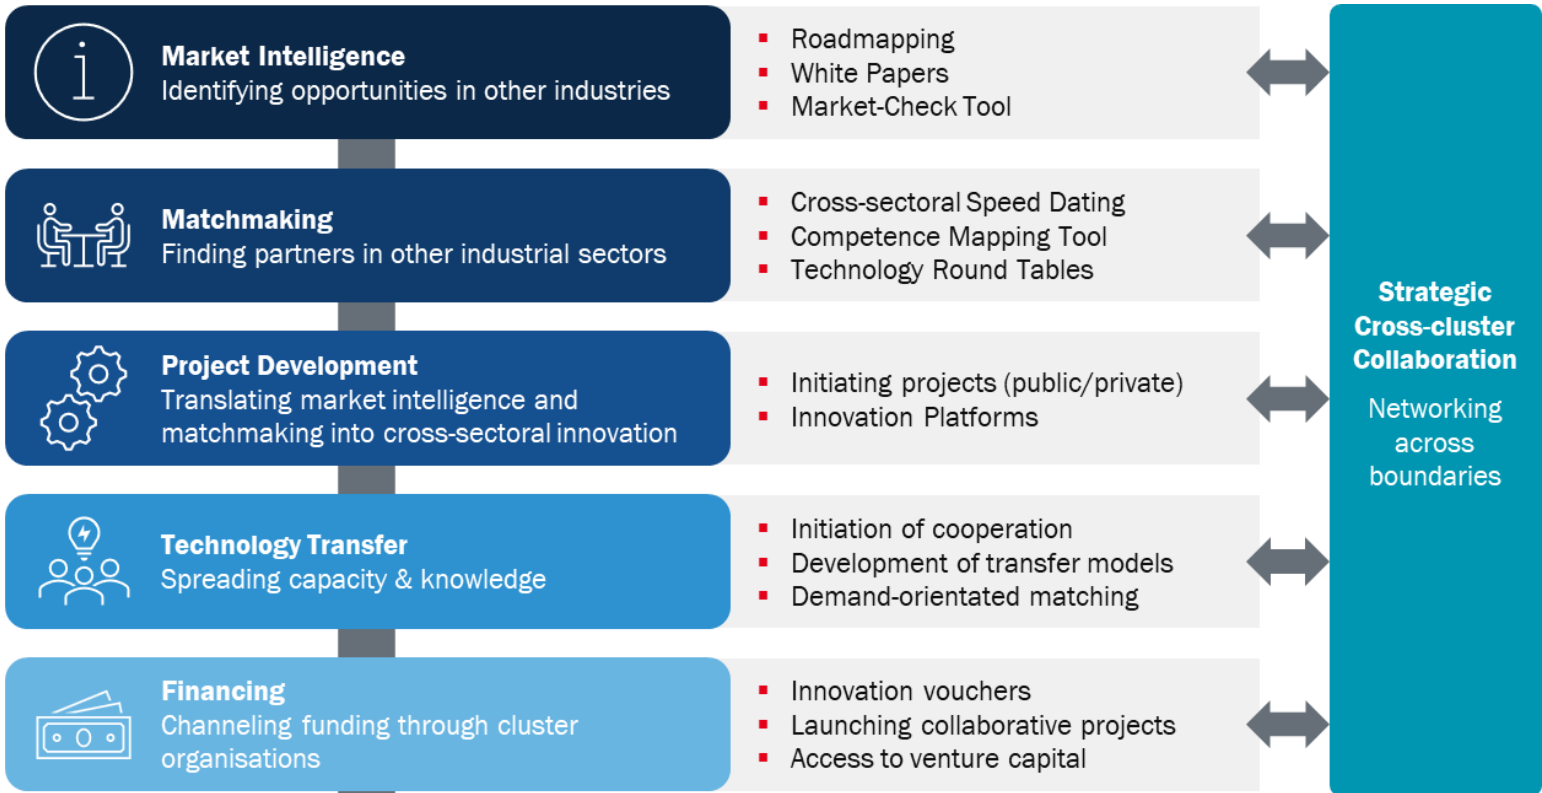 Market Intelligence
Identifying opportunities in other industries
Roadmapping
White Papers
Market-Check Tool
Matchmaking
Finding partners in other industrial sectors
Cross-sectoral Speed Dating
Competence Mapping Tool
Technology Round Tables
Project Development
Translating market intelligence and
matchmaking into cross-sectoral innovation
Initiating projects (public/private)
Innovation Platforms
Technology Transfer
Spreading capacity & knowledge
Initiation of cooperation
Development of transfer models
Demand-orientated matching
Financing
Channeling funding through cluster
organisations
Innovation vouchers
Launching collaborative projects
Access to venture capital
Strategic
Cross-cluster
Collaboration
Networking
across
boundaries